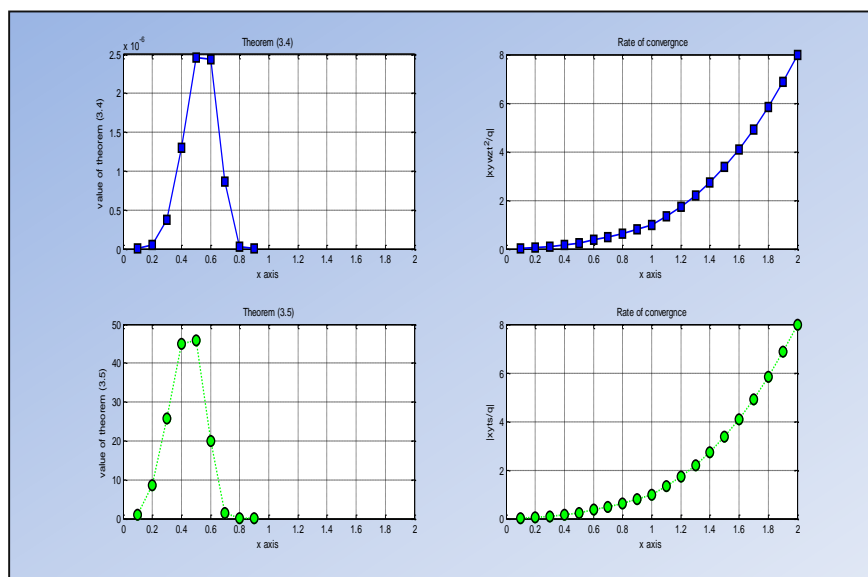 Theorem (3.4)
x 10^-6
2.5
2
1.5
1
0.5
0
0 0.2 0.4 0.6 0.8 1 1.2 1.4 1.6 1.8 2
x axis
value of theorem (3.4)
Rate of convergnce
8
6
4
2
0
0 0.2 0.4 0.6 0.8 1 1.2 1.4 1.6 1.8 2
x axis
|xywzt²/q|
Theorem (3.5)
50
40
30
20
10
0
0 0.2 0.4 0.6 0.8 1 1.2 1.4 1.6 1.8 2
x axis
value of theorem (3.5)
Rate of convergnce
8
6
4
2
0
0 0.2 0.4 0.6 0.8 1 1.2 1.4 1.6 1.8 2
x axis
|xyts/q|